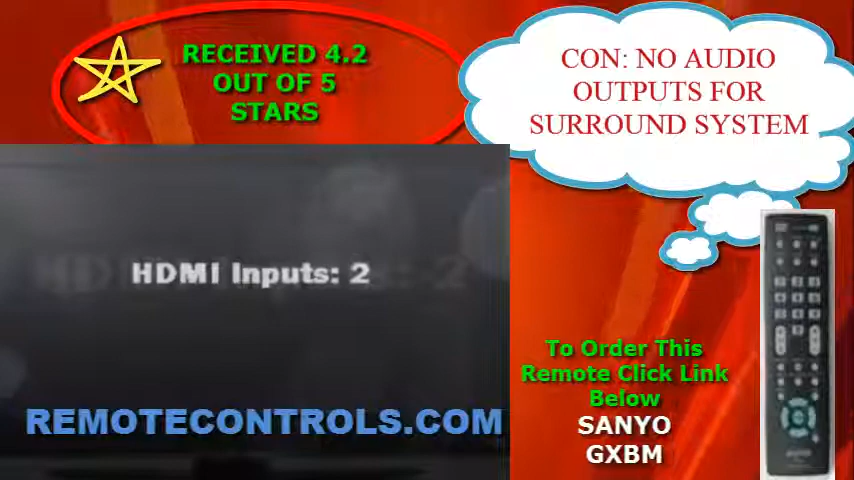 RECEIVED 4.2
OUT OF 5
STARS
CON: NO AUDIO
OUTPUTS FOR
SURROUND SYSTEM
HDMI Inputs: 2
REMOTECONTROLS.COM
To Order This
Remote Click Link
Below
SANYO
GXBM